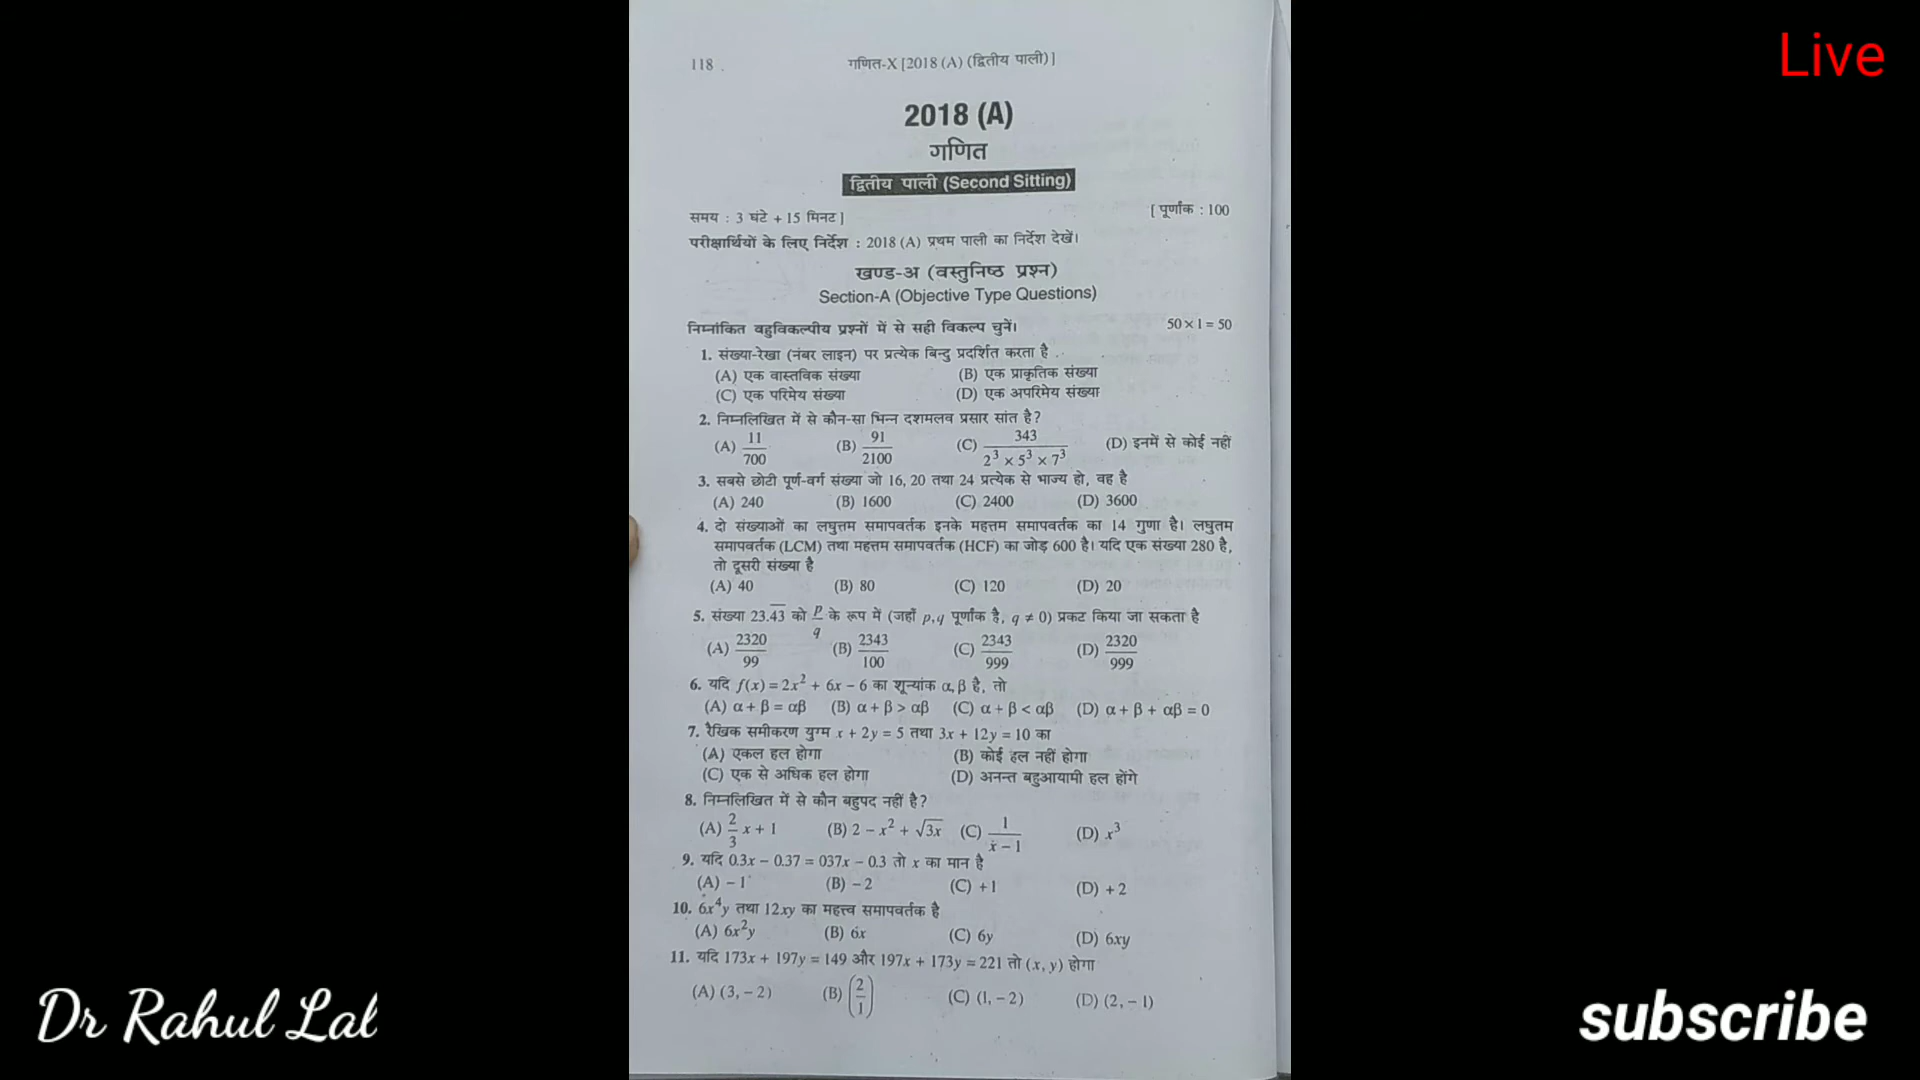 Live
118 . गणित-X [2018 (A) (द्वितीय पाली)]
2018 (A)
गणित
द्वितीय पाली (Second Sitting)
समय : 3 घंटे + 15 मिनट ] [ पूर्णांक : 100
परीक्षार्थियों के लिए निर्देश : 2018 (A) प्रथम पाली का निर्देश देखें।
खण्ड-अ (वस्तुनिष्ठ प्रश्न)
Section-A (Objective Type Questions)
निम्नांकित वहुविकल्पीय प्रश्नों में से सही विकल्प चुनें। 50 × 1 = 50
1. संख्या-रेखा (नंबर लाइन) पर प्रत्येक बिन्दु प्रदर्शित करता है
(A) एक वास्तविक संख्या (B) एक प्राकृतिक संख्या
(C) एक परिमेय संख्या (D) एक अपरिमेय संख्या
2. निम्नलिखित में से कौन-सा भिन्न दशमलव प्रसार सांत है?
(A) 11/700 (B) 91/2100 (C) 343/(2³ × 5³ × 7³) (D) इनमें से कोई नहीं
3. सबसे छोटी पूर्ण-वर्ग संख्या जो 16, 20 तथा 24 प्रत्येक से भाज्य हो, वह है
(A) 240 (B) 1600 (C) 2400 (D) 3600
4. दो संख्याओं का लघुत्तम समापवर्तक इनके महत्तम समापवर्तक का 14 गुणा है। लघुतम
समापवर्तक (LCM) तथा महत्तम समापवर्तक (HCF) का जोड़ 600 है। यदि एक संख्या 280 है,
तो दूसरी संख्या है
(A) 40 (B) 80 (C) 120 (D) 20
5. संख्या 23.4̅3̅ को p/q के रूप में (जहाँ p, q पूर्णांक है, q ≠ 0) प्रकट किया जा सकता है
(A) 2320/99 (B) 2343/100 (C) 2343/999 (D) 2320/999
6. यदि f(x) = 2x² + 6x – 6 का शून्यांक α, β है, तो
(A) α + β = αβ (B) α + β > αβ (C) α + β < αβ (D) α + β + αβ = 0
7. रैखिक समीकरण युग्म x + 2y = 5 तथा 3x + 12y = 10 का
(A) एकल हल होगा (B) कोई हल नहीं होगा
(C) एक से अधिक हल होगा (D) अनन्त बहुआयामी हल होंगे
8. निम्नलिखित में से कौन बहुपद नहीं है?
(A) 2/3 x + 1 (B) 2 – x² + √3x (C) 1/(x – 1) (D) x³
9. यदि 0.3x – 0.37 = 037x – 0.3 तो x का मान है
(A) – 1 (B) – 2 (C) + 1 (D) + 2
10. 6x⁴y तथा 12xy का महत्त्व समापवर्तक है
(A) 6x²y (B) 6x (C) 6y (D) 6xy
11. यदि 173x + 197y = 149 और 197x + 173y = 221 तो (x, y) होगा
(A) (3, – 2) (B) (2/1) (C) (1, – 2) (D) (2, – 1)
Dr Rahul Lal
subscribe